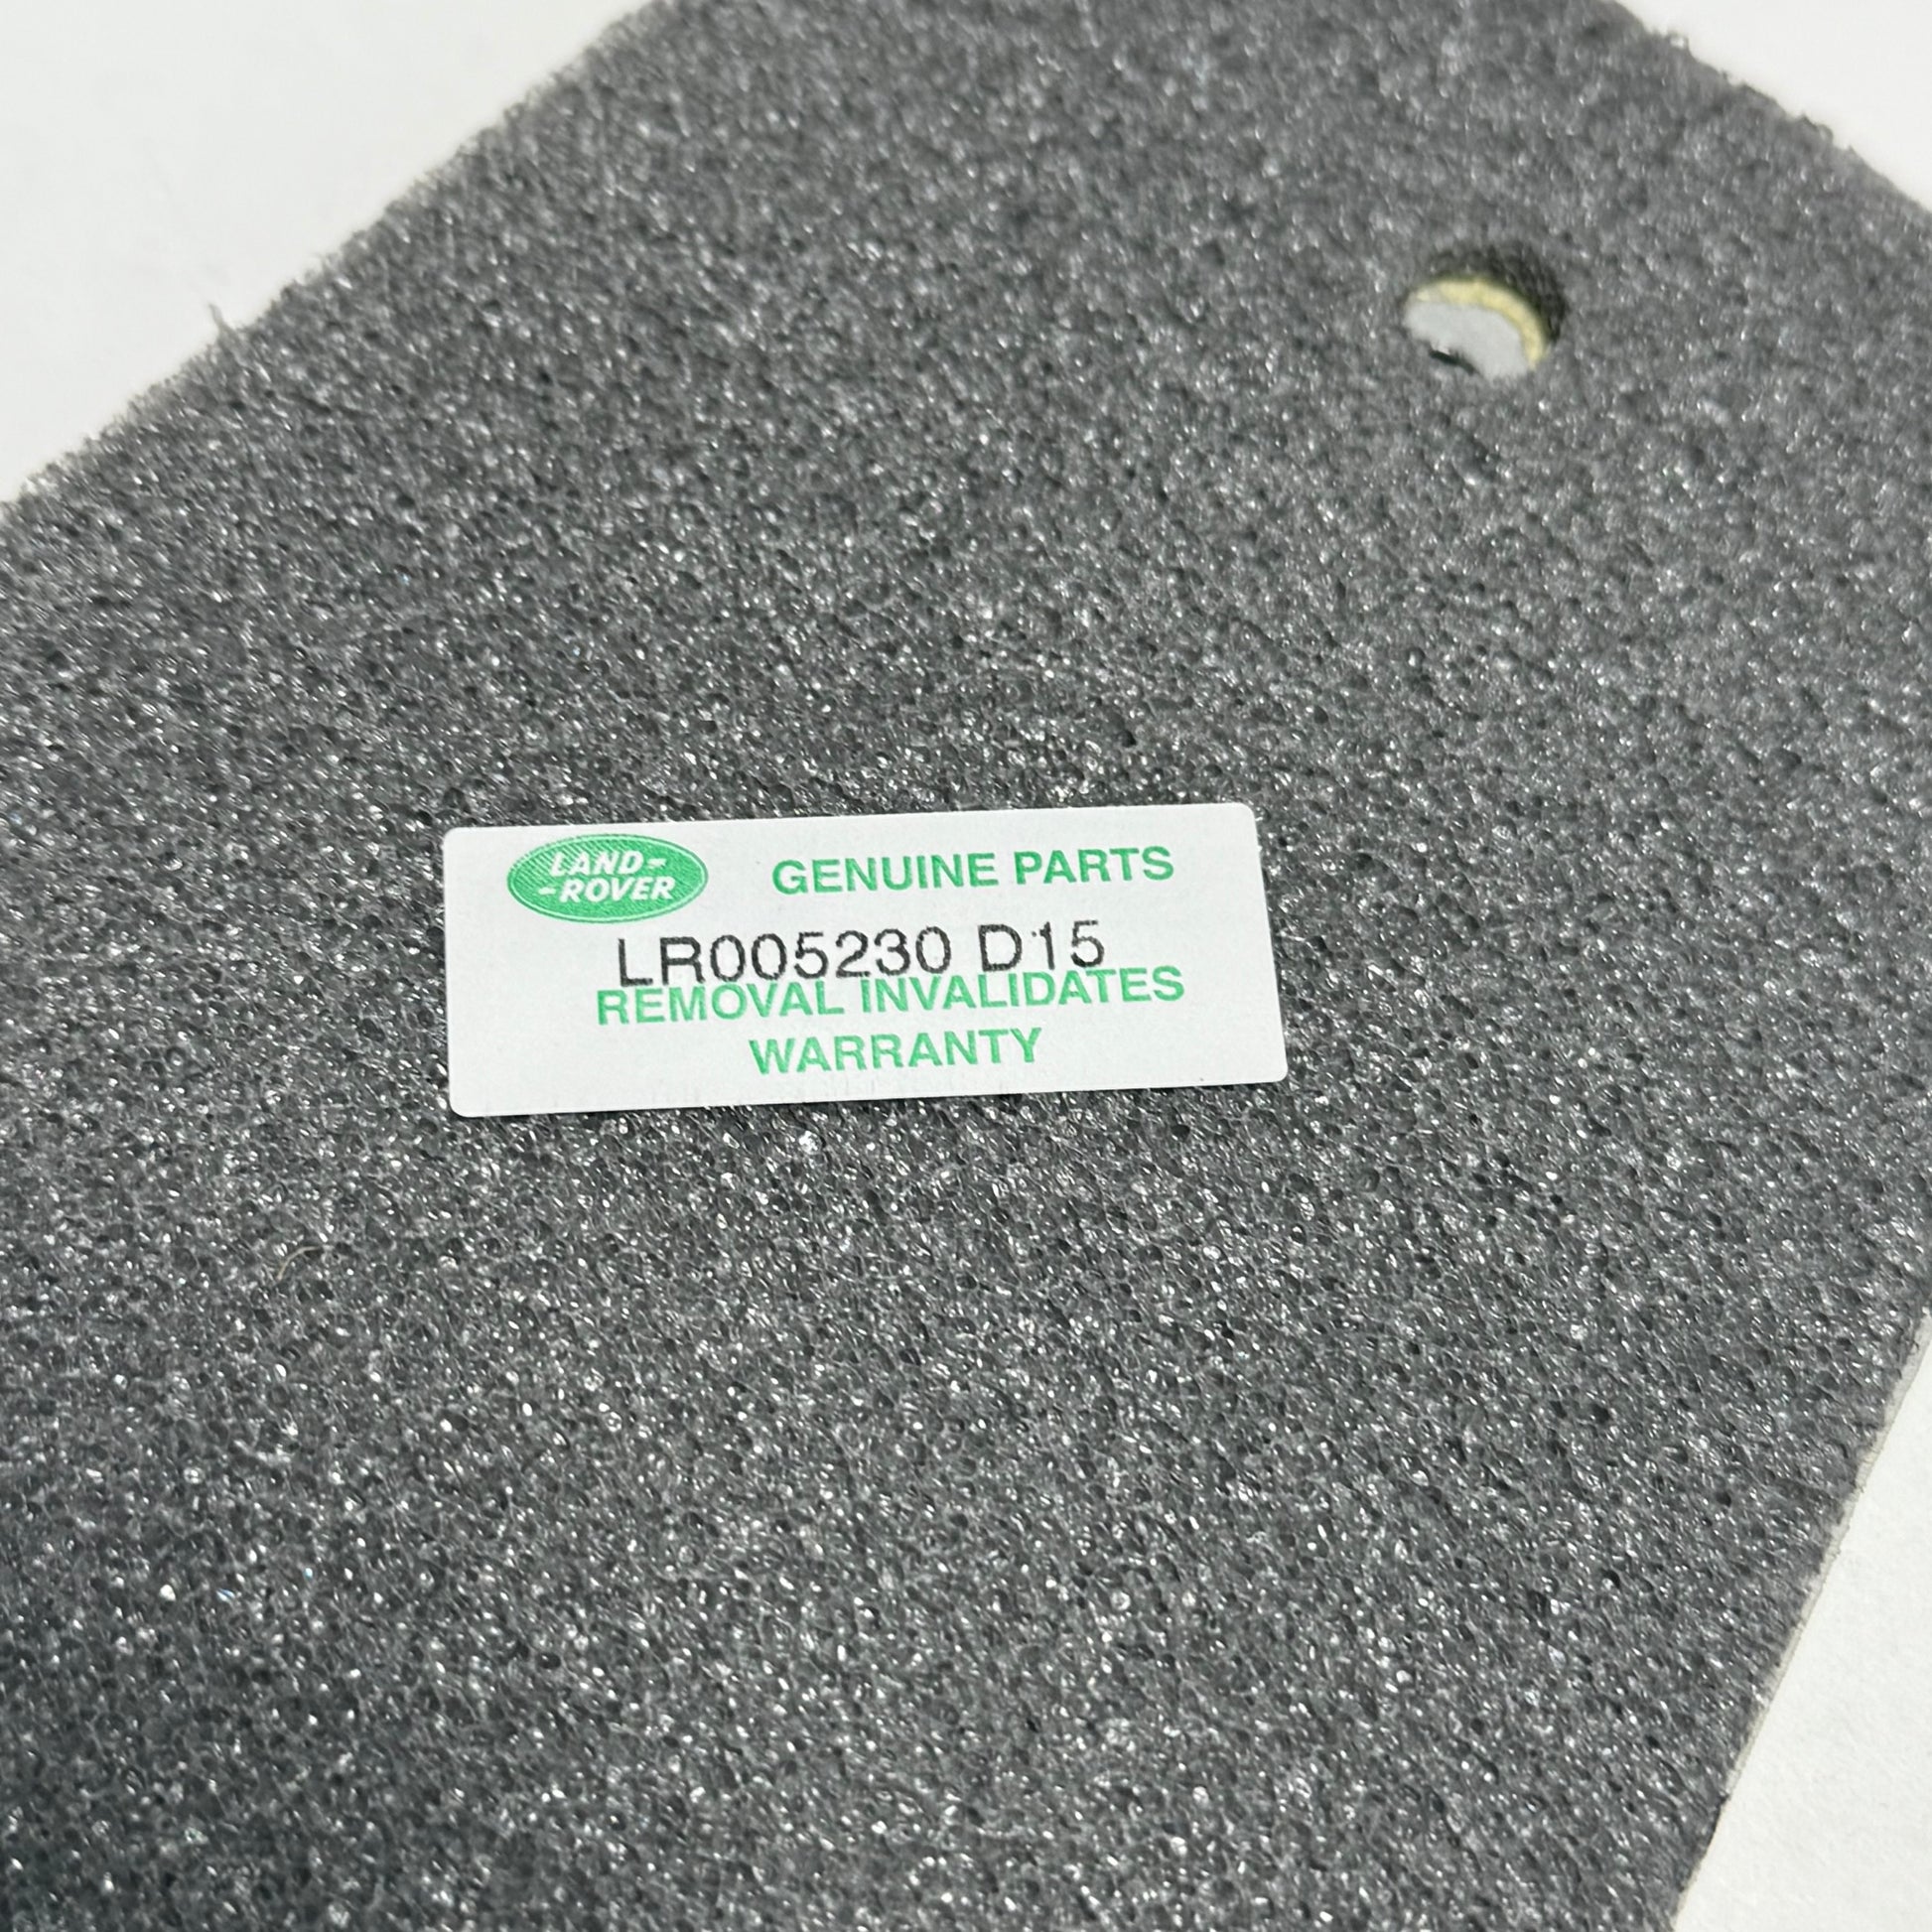 LAND-
-ROVER
GENUINE PARTS
LR005230 D15
REMOVAL INVALIDATES
WARRANTY